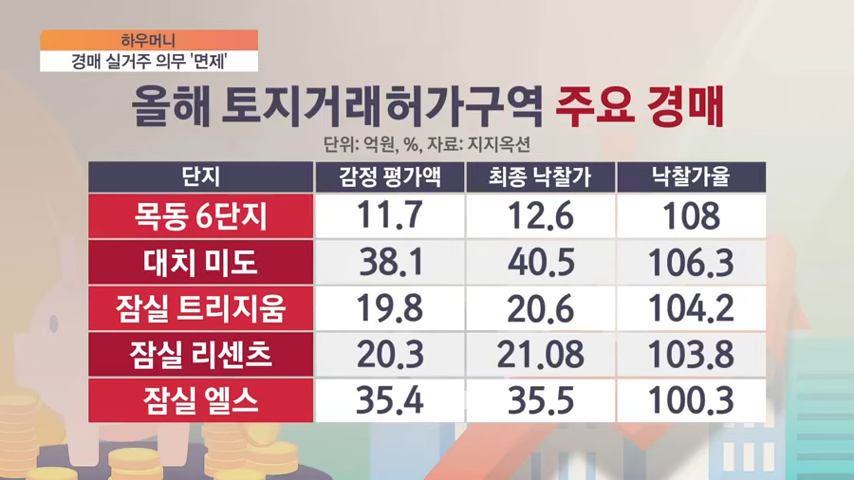 하우머니
경매 실거주 의무 '면제'
올해 토지거래허가구역 주요 경매
단위: 억원, %, 자료: 지지옥션
단지 감정 평가액 최종 낙찰가 낙찰가율
목동 6단지 11.7 12.6 108
대치 미도 38.1 40.5 106.3
잠실 트리지움 19.8 20.6 104.2
잠실 리센츠 20.3 21.08 103.8
잠실 엘스 35.4 35.5 100.3